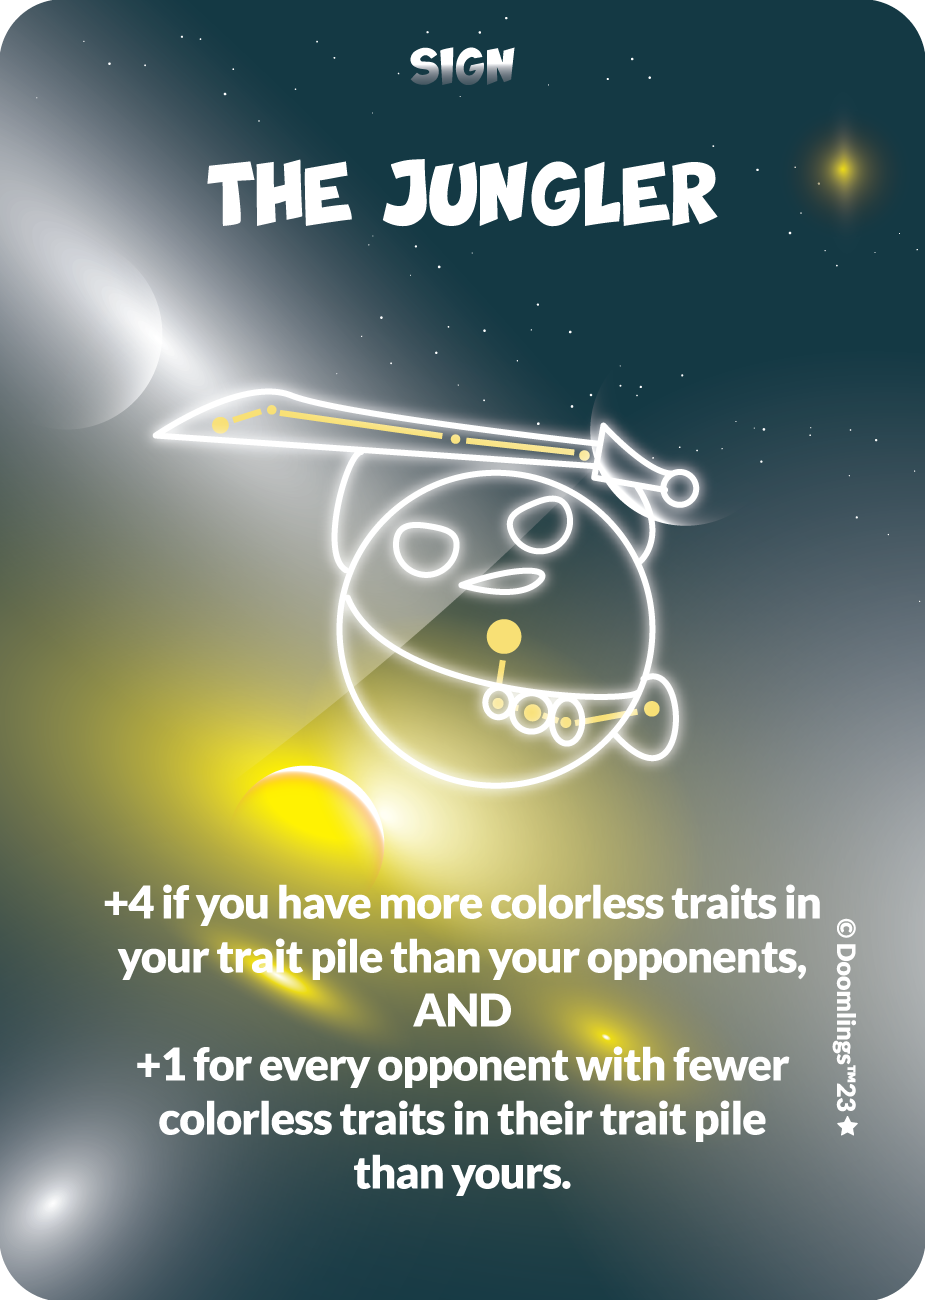 SIGN
THE JUNGLER
+4 if you have more colorless traits in
your trait pile than your opponents,
AND
+1 for every opponent with fewer
colorless traits in their trait pile
than yours.
© Doomlings™23 ★